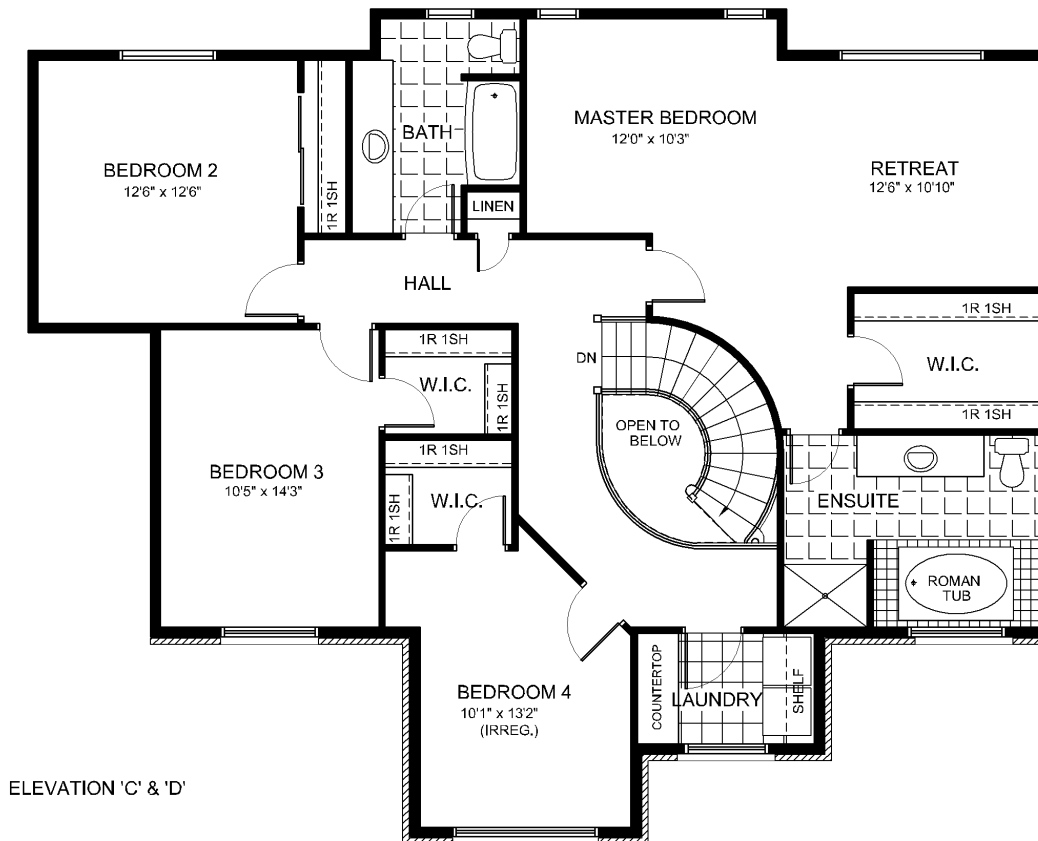 MASTER BEDROOM
12'0" x 10'3"
BATH
BEDROOM 2
12'6" x 12'6"
1R 1SH
RETREAT
12'6" x 10'10"
LINEN
HALL
1R 1SH
W.I.C.
1R 1SH
DN
OPEN TO
BELOW
1R 1SH
W.I.C.
1R 1SH
BEDROOM 3
10'5" x 14'3"
1R 1SH
W.I.C.
1R 1SH
ENSUITE
ROMAN
TUB
BEDROOM 4
10'1" x 13'2"
(IRREG.)
COUNTERTOP
LAUNDRY
SHELF
ELEVATION 'C' & 'D'